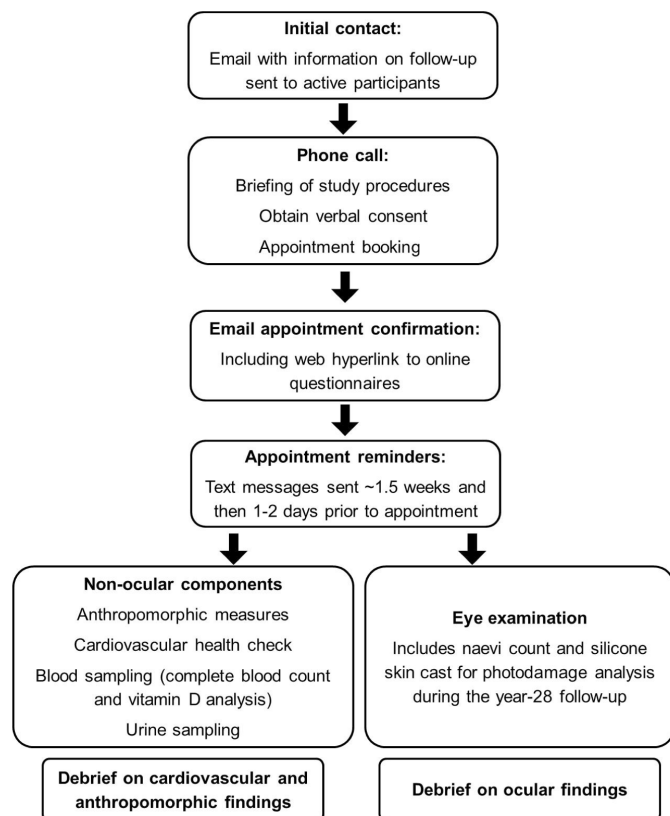 Initial contact:
Email with information on follow-up
sent to active participants
Phone call:
Briefing of study procedures
Obtain verbal consent
Appointment booking
Email appointment confirmation:
Including web hyperlink to online
questionnaires
Appointment reminders:
Text messages sent ~1.5 weeks and
then 1-2 days prior to appointment
Non-ocular components
Anthropomorphic measures
Cardiovascular health check
Blood sampling (complete blood count
and vitamin D analysis)
Urine sampling
Eye examination
Includes naevi count and silicone
skin cast for photodamage analysis
during the year-28 follow-up
Debrief on cardiovascular and
anthropomorphic findings
Debrief on ocular findings